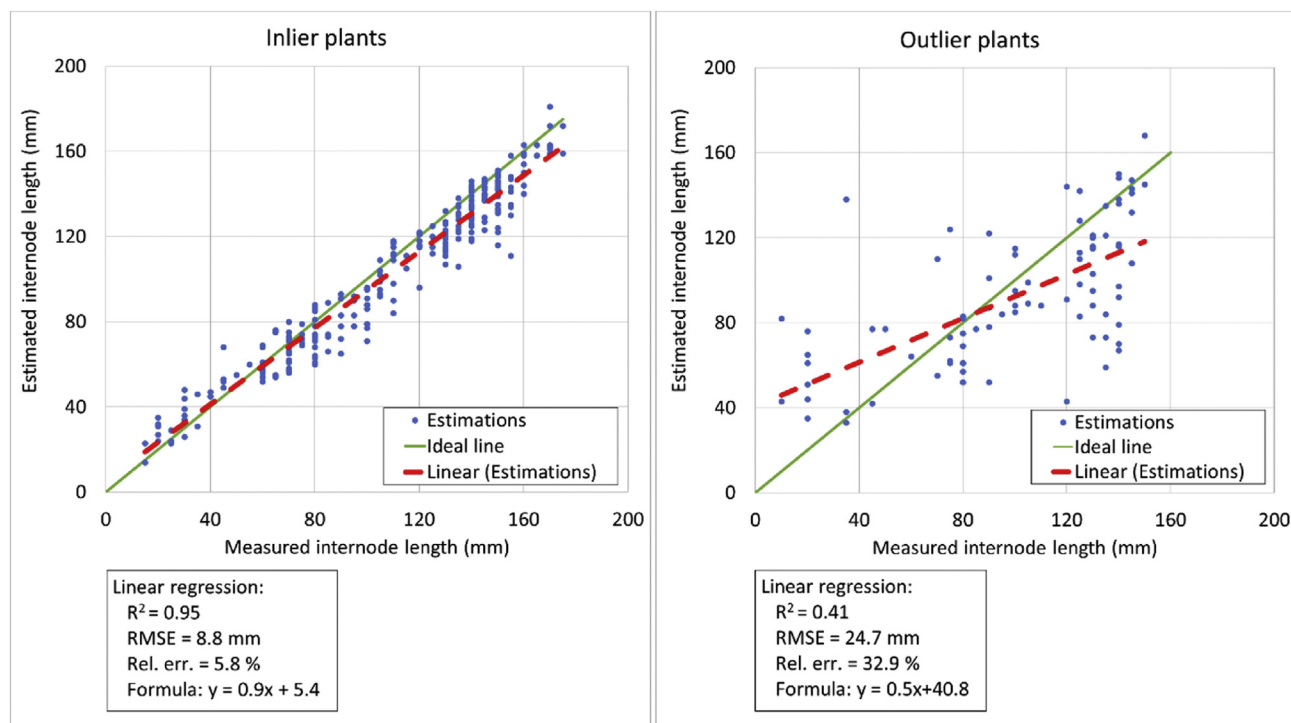 Inlier plants
200
160
120
80
40
0
Estimated internode length (mm)
0 40 80 120 160 200
Measured internode length (mm)
Estimations
Ideal line
Linear (Estimations)
Linear regression:
R² = 0.95
RMSE = 8.8 mm
Rel. err. = 5.8 %
Formula: y = 0.9x + 5.4
Outlier plants
200
160
120
80
40
0
Estimated internode length (mm)
0 40 80 120 160 200
Measured internode length (mm)
Estimations
Ideal line
Linear (Estimations)
Linear regression:
R² = 0.41
RMSE = 24.7 mm
Rel. err. = 32.9 %
Formula: y = 0.5x+40.8